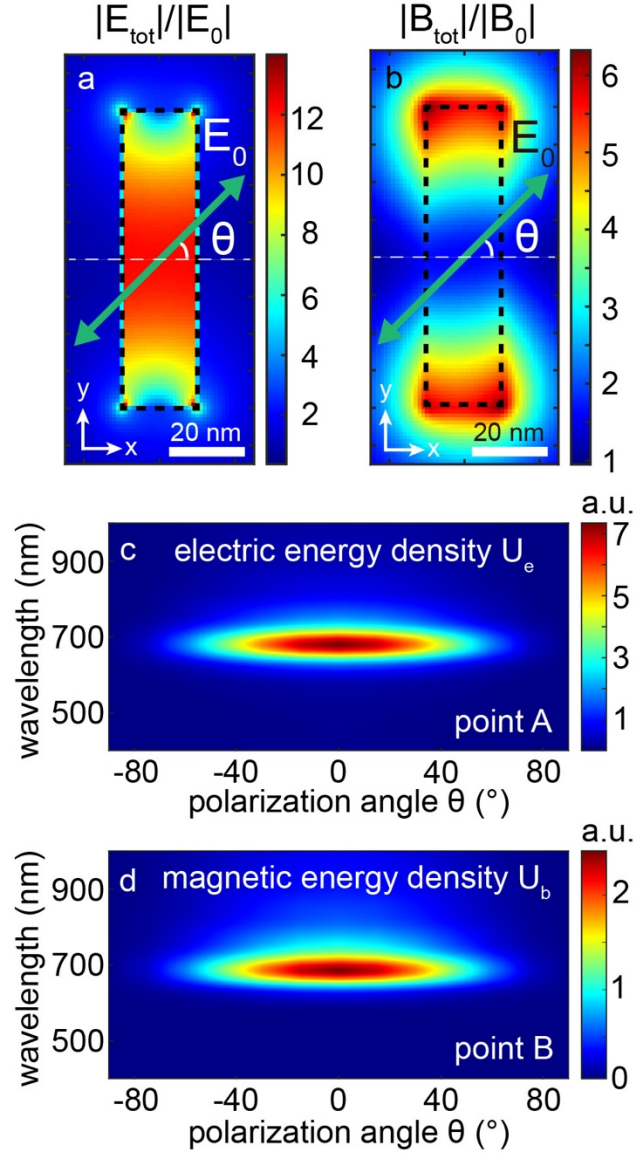 |E_tot|/|E_0|
a
E_0
θ
y
x
20 nm
12
10
8
6
4
2
|B_tot|/|B_0|
b
E_0
θ
y
x
20 nm
6
5
4
3
2
1
a.u.
c electric energy density U_e
point A
wavelength (nm)
900
700
500
-80 -40 0 40 80
polarization angle θ (°)
7
5
3
1
a.u.
d magnetic energy density U_b
point B
wavelength (nm)
900
700
500
-80 -40 0 40 80
polarization angle θ (°)
2
1
0